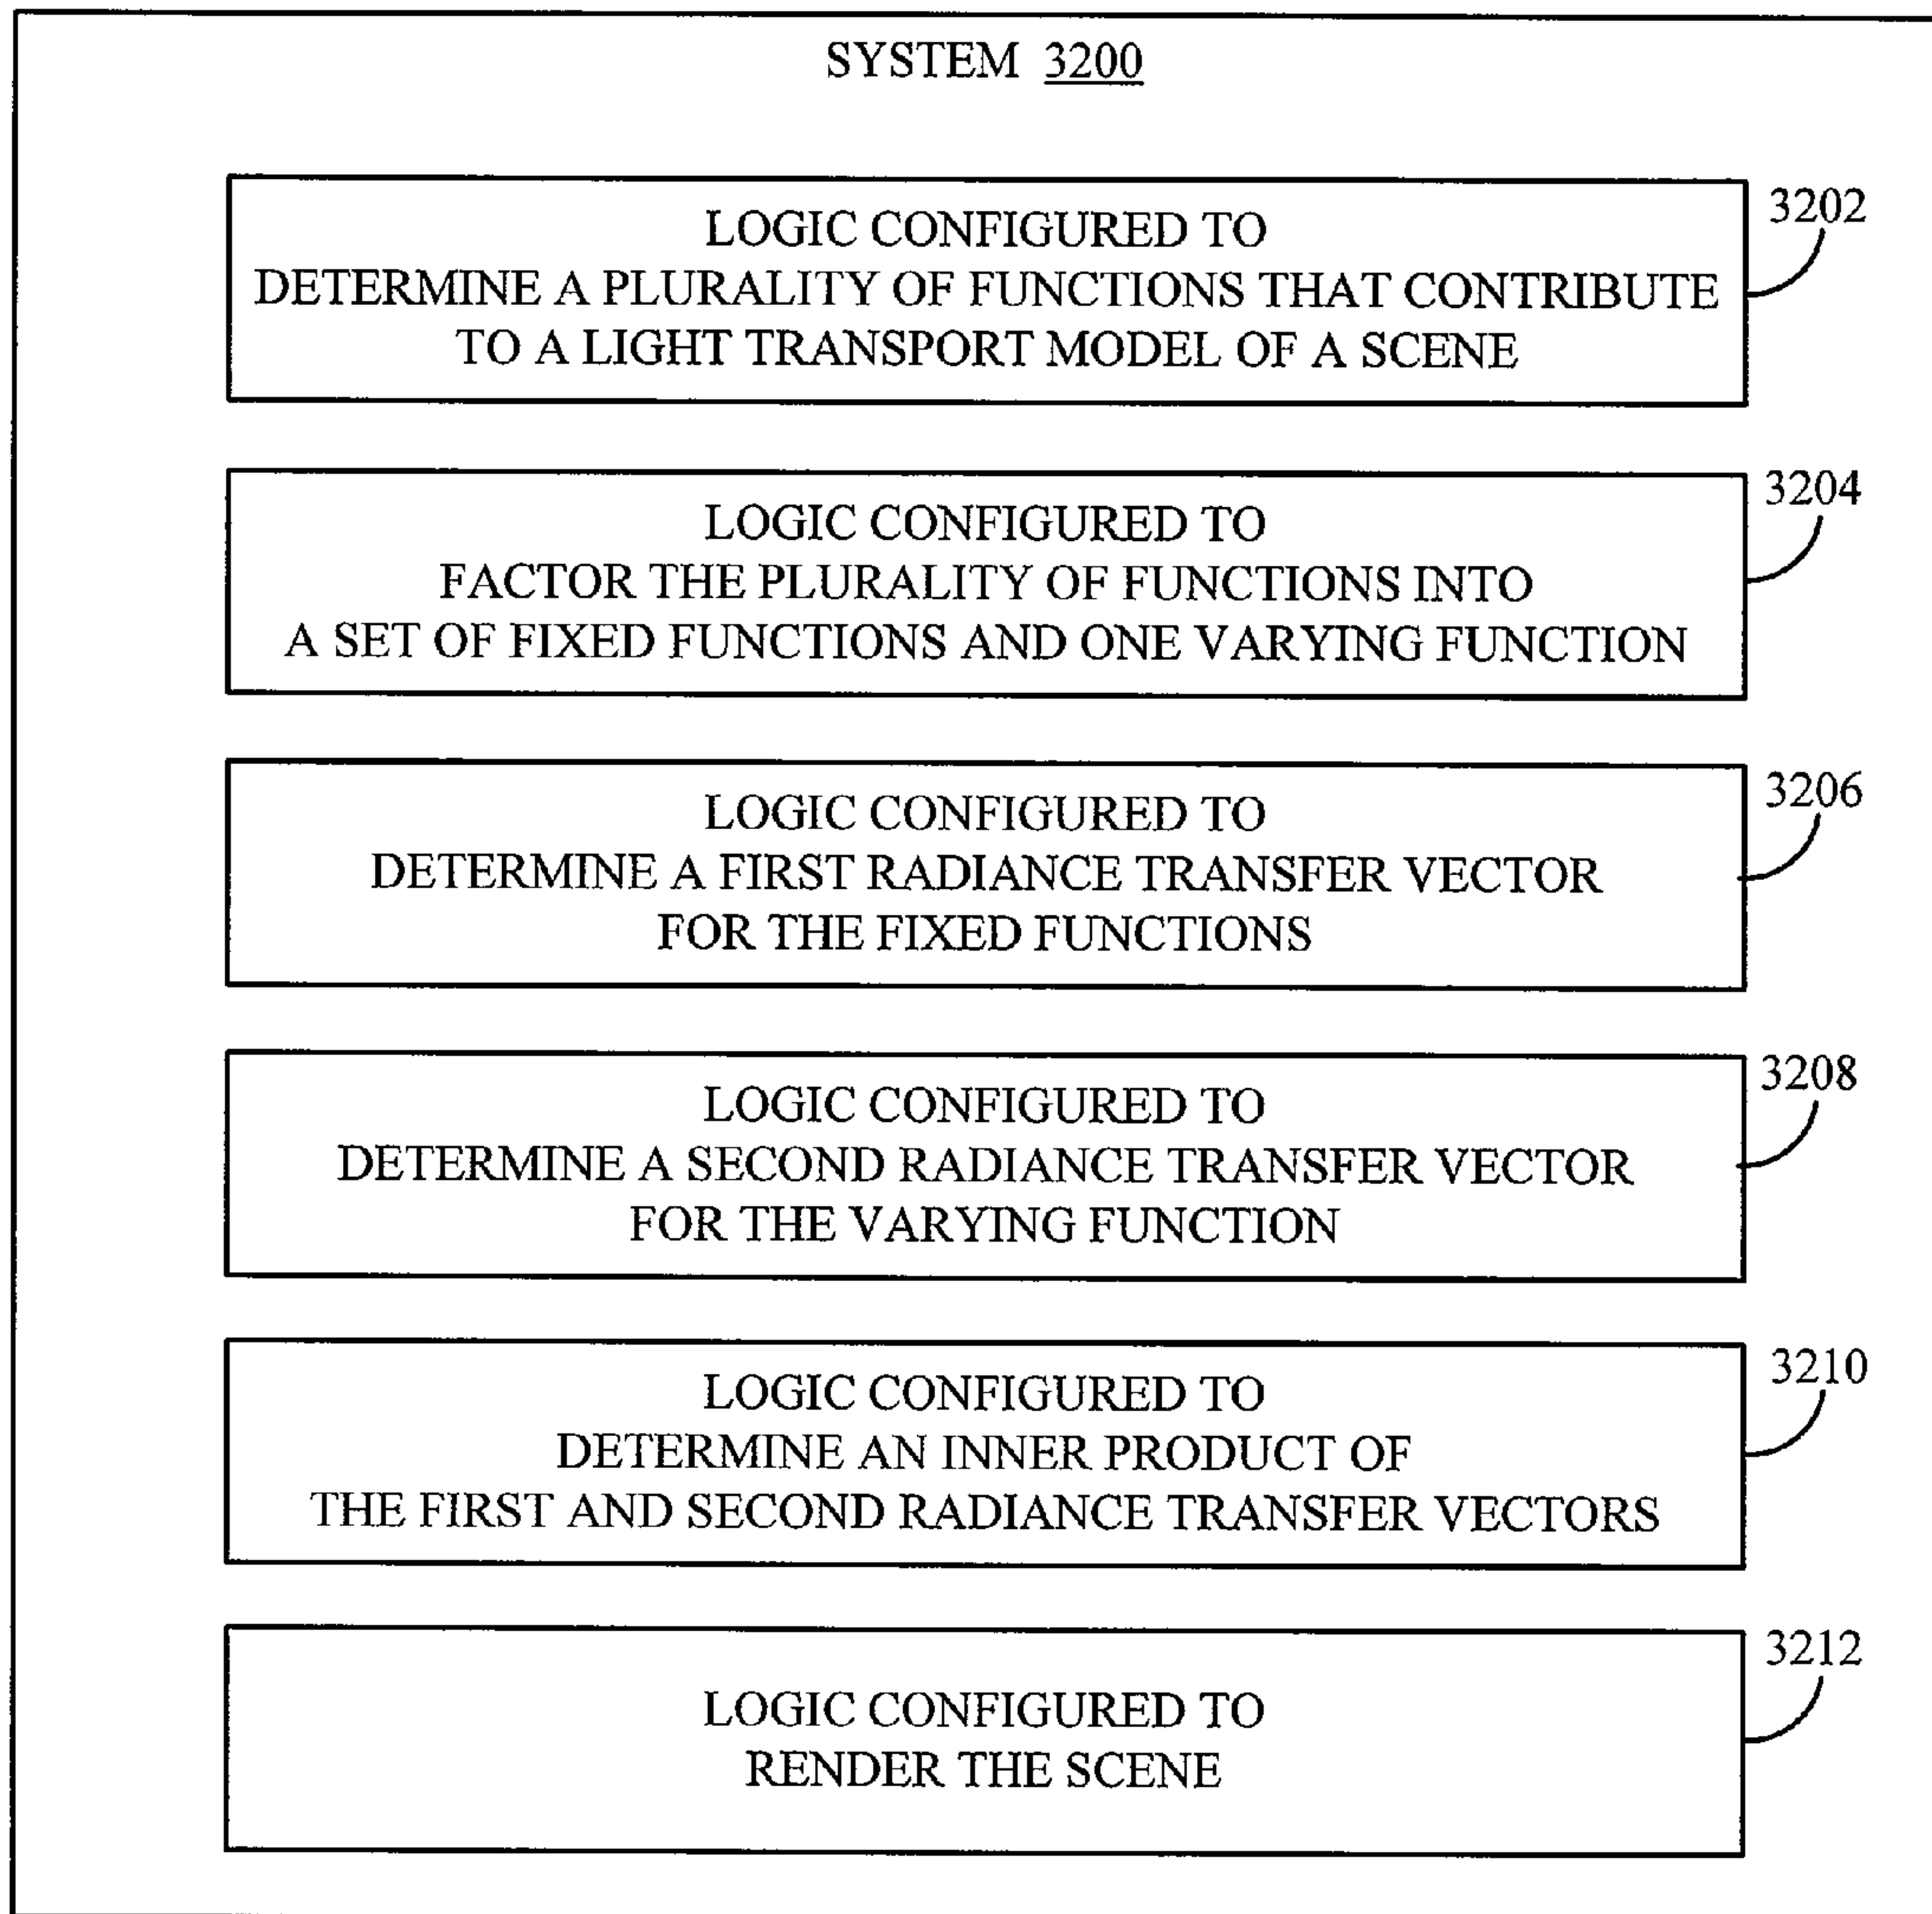 SYSTEM 3200
3202
LOGIC CONFIGURED TO
DETERMINE A PLURALITY OF FUNCTIONS THAT CONTRIBUTE
TO A LIGHT TRANSPORT MODEL OF A SCENE
3204
LOGIC CONFIGURED TO
FACTOR THE PLURALITY OF FUNCTIONS INTO
A SET OF FIXED FUNCTIONS AND ONE VARYING FUNCTION
3206
LOGIC CONFIGURED TO
DETERMINE A FIRST RADIANCE TRANSFER VECTOR
FOR THE FIXED FUNCTIONS
3208
LOGIC CONFIGURED TO
DETERMINE A SECOND RADIANCE TRANSFER VECTOR
FOR THE VARYING FUNCTION
3210
LOGIC CONFIGURED TO
DETERMINE AN INNER PRODUCT OF
THE FIRST AND SECOND RADIANCE TRANSFER VECTORS
3212
LOGIC CONFIGURED TO
RENDER THE SCENE